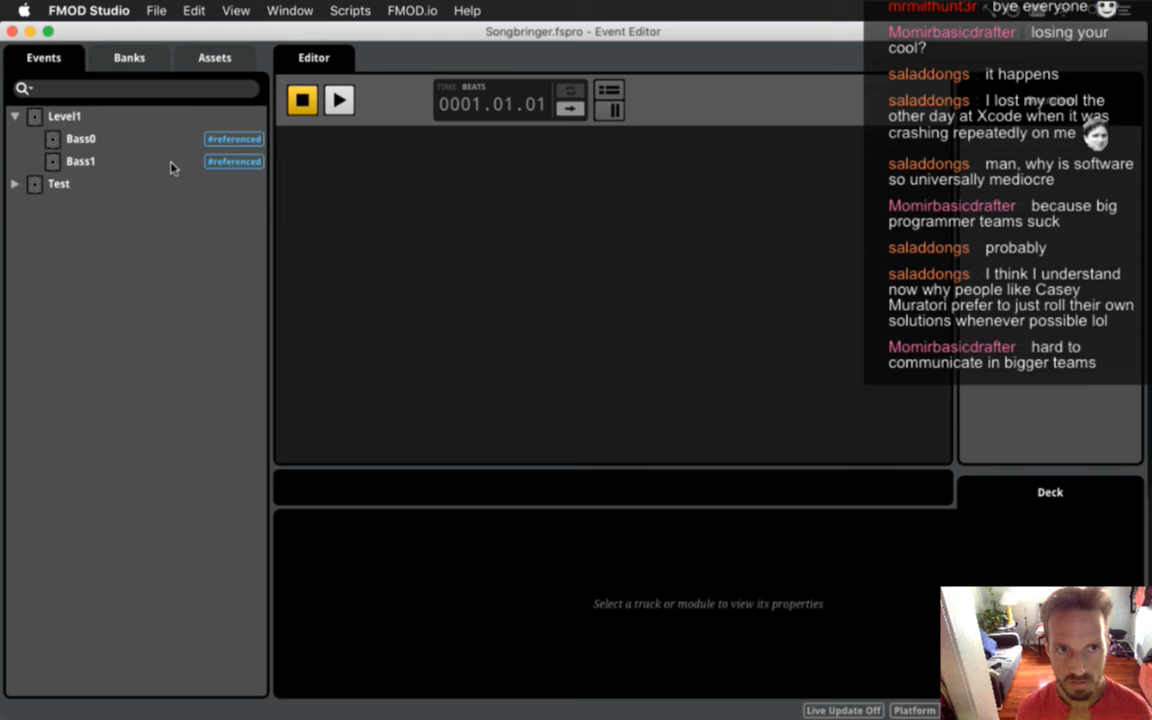 FMOD Studio File Edit View Window Scripts FMOD.io Help
Songbringer.fspro - Event Editor
Events Banks Assets Editor
TIME BEATS
0001.01.01
Level1
Bass0 #referenced
Bass1 #referenced
Test
mrmilfhunt3r bye everyone
Momirbasicdrafter losing your
cool?
saladdongs : it happens
saladdongs : I lost my cool the
other day at Xcode when it was
crashing repeatedly on me
saladdongs man, why is software
so universally mediocre
Momirbasicdrafter because big
programmer teams suck
saladdongs probably
saladdongs I think I understand
now why people like Casey
Muratori prefer to just roll their own
solutions whenever possible lol
Momirbasicdrafter hard to
communicate in bigger teams
Deck
Select a track or module to view its properties
Live Update Off Platform